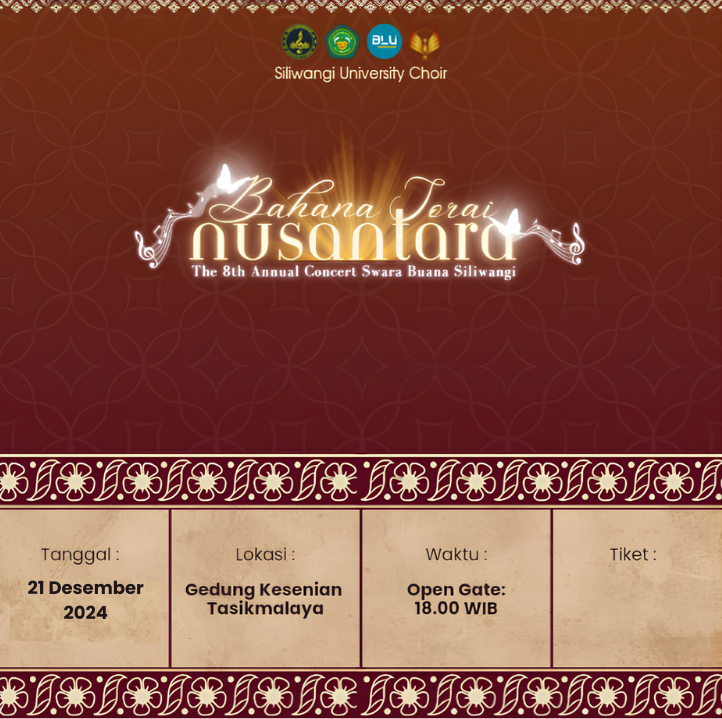 BLU
Siliwangi University Choir
Bahana Jorai
nusantara
The 8th Annual Concert Swara Buana Siliwangi
Tanggal :
21 Desember
2024
Lokasi :
Gedung Kesenian
Tasikmalaya
Waktu :
Open Gate:
18.00 WIB
Tiket :